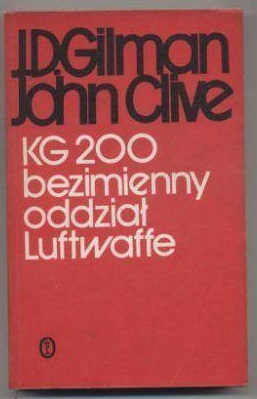 J.D.Gilman
John Clive
KG 200
bezimienny
oddział
Luftwaffe